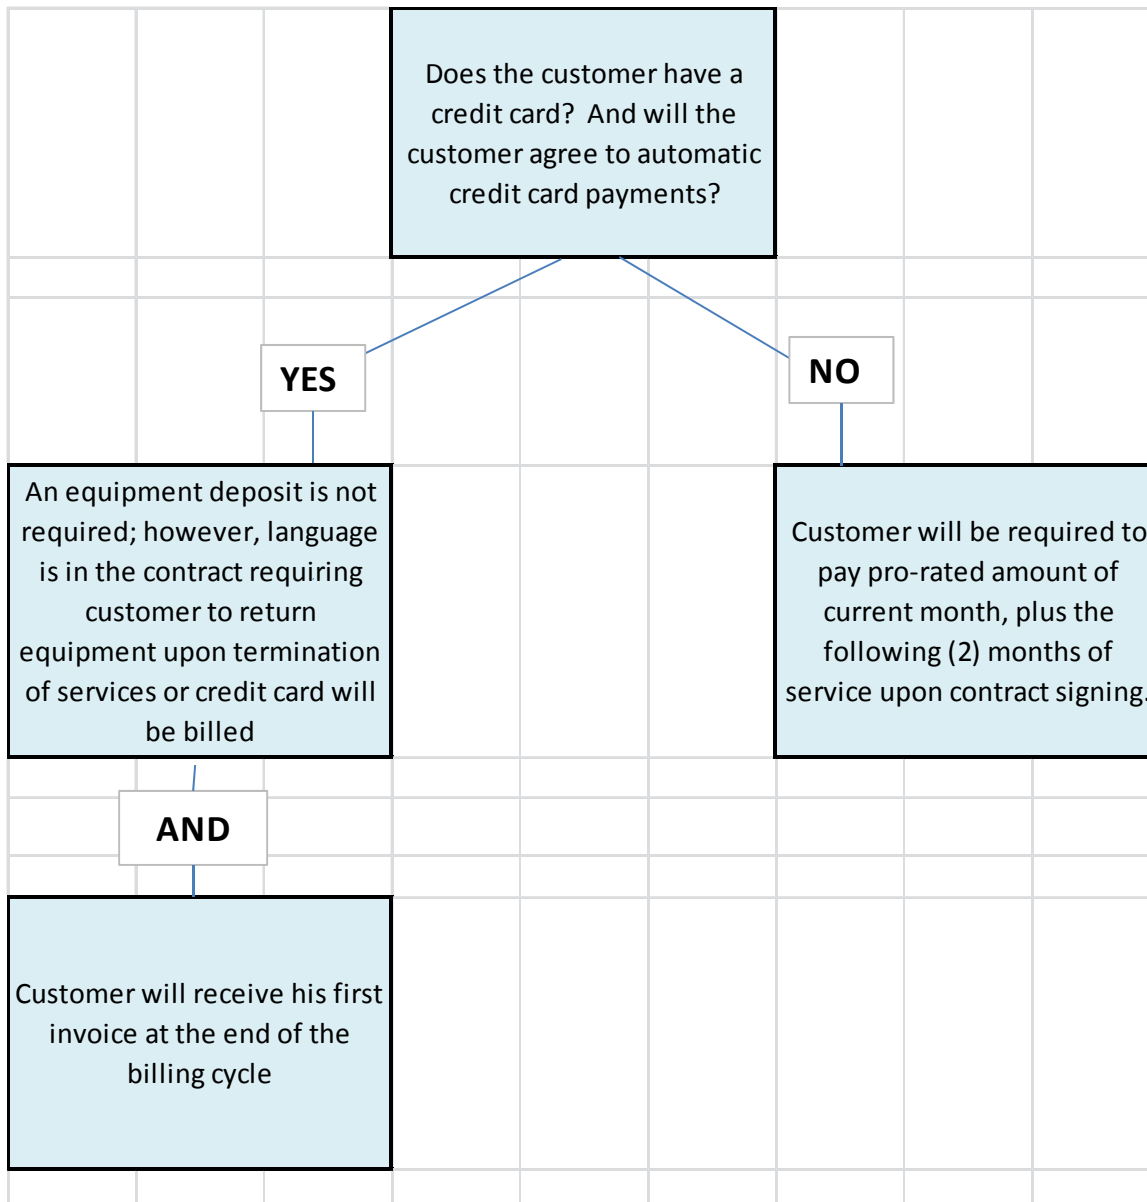 Does the customer have a
credit card?  And will the
customer agree to automatic
credit card payments?
YES
NO
An equipment deposit is not
required; however, language
is in the contract requiring
customer to return
equipment upon termination
of services or credit card will
be billed
Customer will be required to
pay pro-rated amount of
current month, plus the
following (2) months of
service upon contract signing.
AND
Customer will receive his first
invoice at the end of the
billing cycle